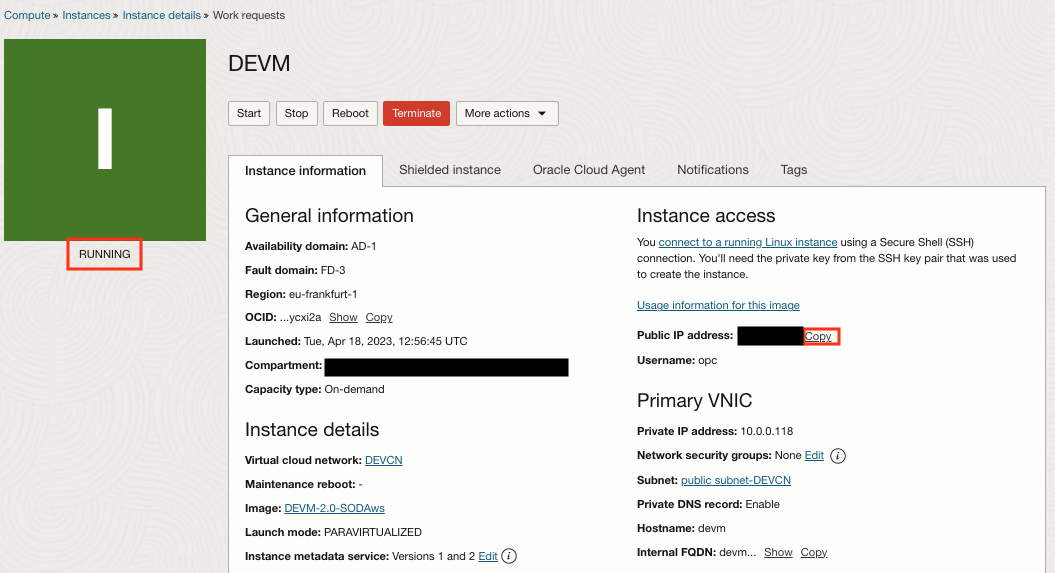 Compute » Instances » Instance details » Work requests
I
RUNNING
DEVM
Start Stop Reboot Terminate More actions
Instance information Shielded instance Oracle Cloud Agent Notifications Tags
General information
Availability domain: AD-1
Fault domain: FD-3
Region: eu-frankfurt-1
OCID: ...ycxi2a Show Copy
Launched: Tue, Apr 18, 2023, 12:56:45 UTC
Compartment:
Capacity type: On-demand
Instance details
Virtual cloud network: DEVCN
Maintenance reboot: -
Image: DEVM-2.0-SODAws
Launch mode: PARAVIRTUALIZED
Instance metadata service: Versions 1 and 2 Edit i
Instance access
You connect to a running Linux instance using a Secure Shell (SSH)
connection. You'll need the private key from the SSH key pair that was used
to create the instance.
Usage information for this image
Public IP address: Copy
Username: opc
Primary VNIC
Private IP address: 10.0.0.118
Network security groups: None Edit i
Subnet: public subnet-DEVCN
Private DNS record: Enable
Hostname: devm
Internal FQDN: devm... Show Copy